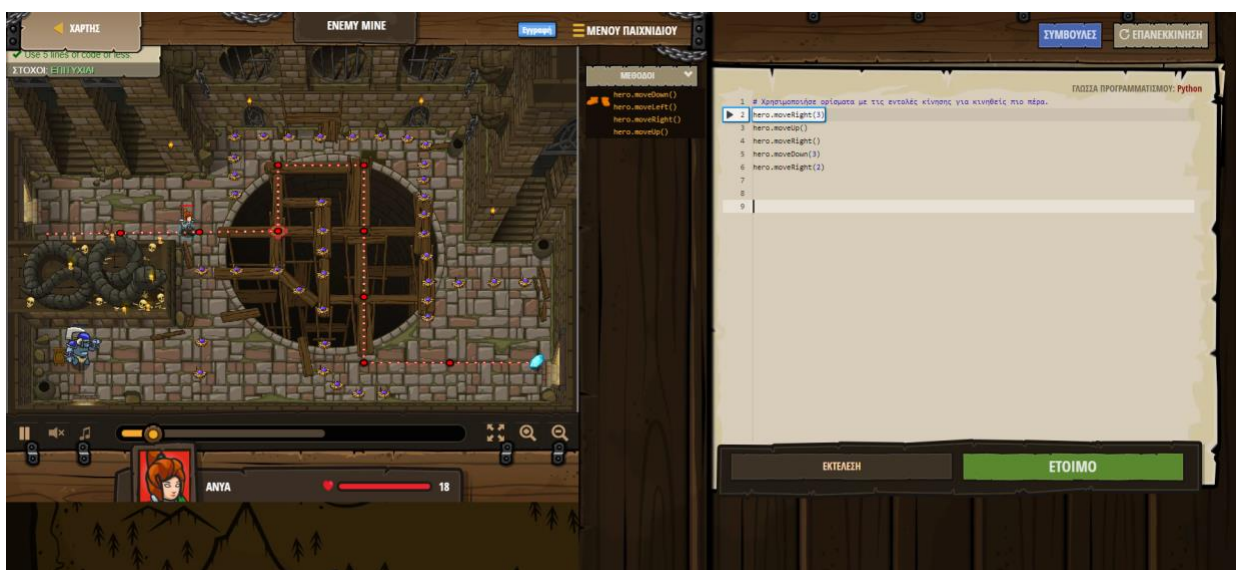 ΧΑΡΤΗΣ
ENEMY MINE
Εγγραφή
ΜΕΝΟΥ ΠΑΙΧΝΙΔΙΟΥ
✔ Use 5 lines of code or less.
ΣΤΟΧΟΙ: ΕΠΙΤΥΧΙΑ!
ΜΕΘΟΔΟΙ
hero.moveDown()
hero.moveLeft()
hero.moveRight()
hero.moveUp()
ΣΥΜΒΟΥΛΕΣ
ΕΠΑΝΕΚΚΙΝΗΣΗ
ΓΛΩΣΣΑ ΠΡΟΓΡΑΜΜΑΤΙΣΜΟΥ: Python
1 # Χρησιμοποιήσε ορίσματα με τις εντολές κίνησης για κινηθείς πιο πέρα.
2 hero.moveRight(3)
3 hero.moveUp()
4 hero.moveRight()
5 hero.moveDown(3)
6 hero.moveRight(2)
7
8
9
ΕΚΤΕΛΕΣΗ
ΕΤΟΙΜΟ
ANYA
18